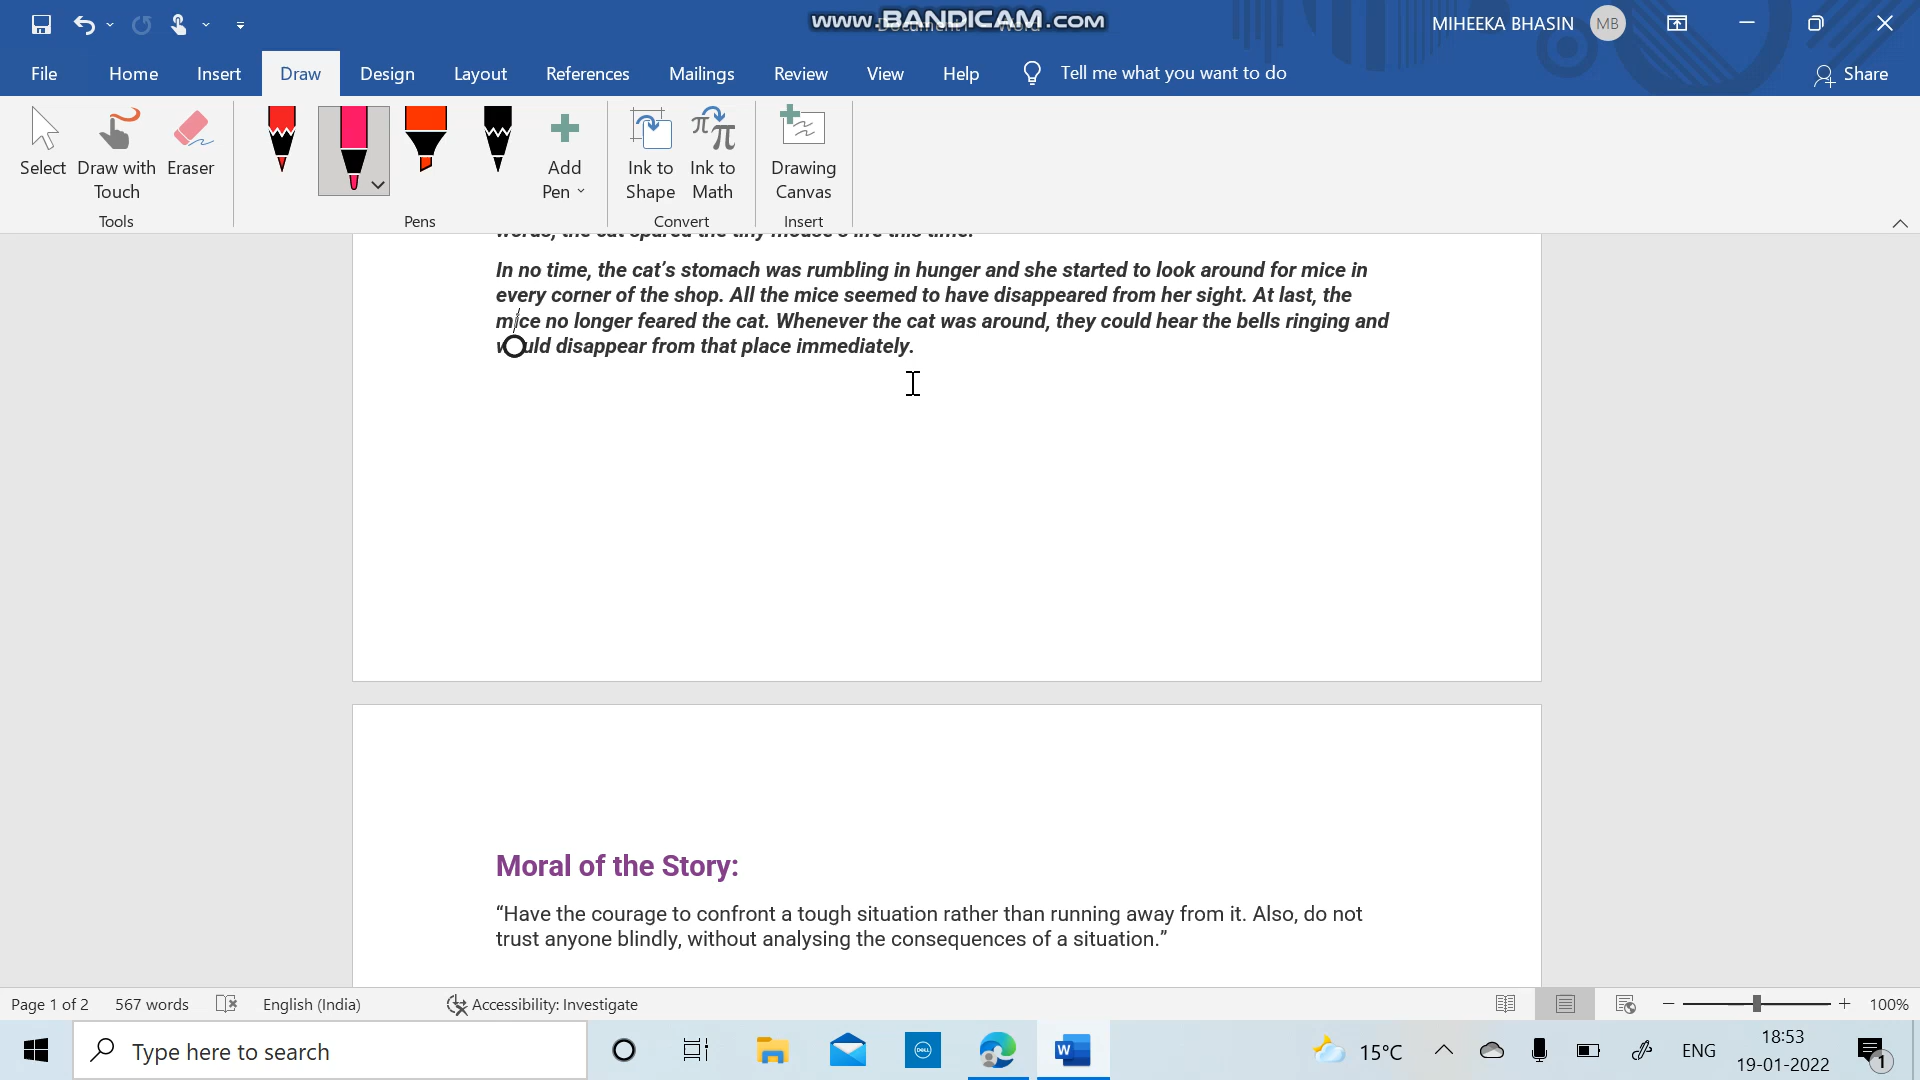 www.BANDICAM.com
MIHEEKA BHASIN
MB
File
Home
Insert
Draw
Design
Layout
References
Mailings
Review
View
Help
Tell me what you want to do
Share
Select
Draw with
Touch
Eraser
Add
Pen
Ink to
Shape
Ink to
Math
Drawing
Canvas
Tools
Pens
Convert
Insert
words, the cat spared the tiny mouse's life this time.
In no time, the cat’s stomach was rumbling in hunger and she started to look around for mice in
every corner of the shop. All the mice seemed to have disappeared from her sight. At last, the
mice no longer feared the cat. Whenever the cat was around, they could hear the bells ringing and
would disappear from that place immediately.
Moral of the Story:
“Have the courage to confront a tough situation rather than running away from it. Also, do not
trust anyone blindly, without analysing the consequences of a situation.”
Page 1 of 2
567 words
English (India)
Accessibility: Investigate
100%
Type here to search
DELL
W
15°C
ENG
18:53
19-01-2022
1